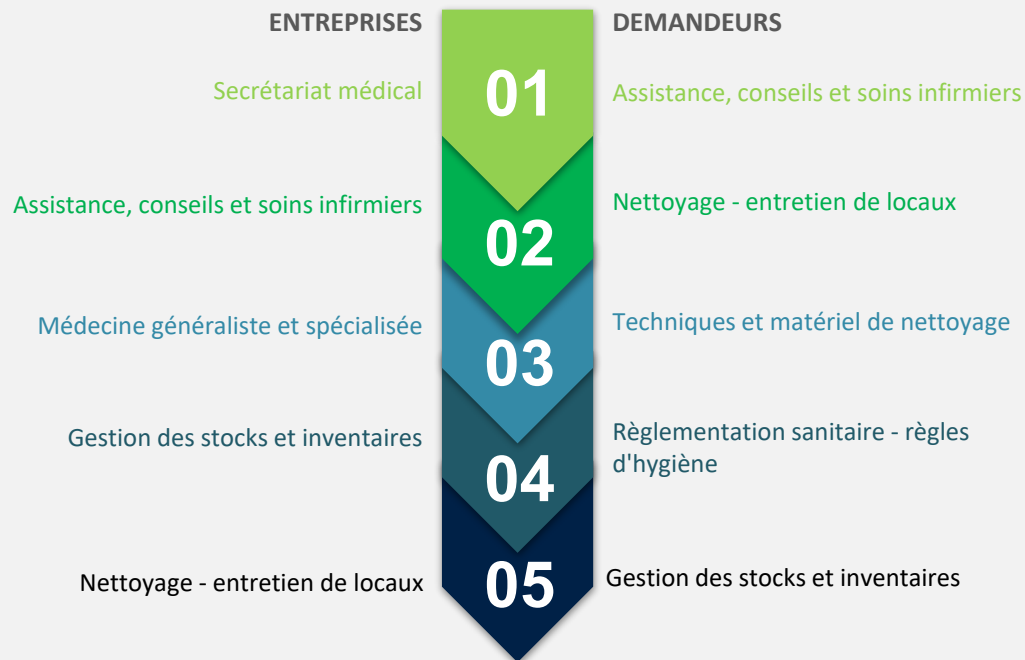 ENTREPRISES
DEMANDEURS
Secrétariat médical
01
Assistance, conseils et soins infirmiers
Assistance, conseils et soins infirmiers
02
Nettoyage - entretien de locaux
Médecine généraliste et spécialisée
03
Techniques et matériel de nettoyage
Gestion des stocks et inventaires
04
Règlementation sanitaire - règles
d'hygiène
Nettoyage - entretien de locaux
05
Gestion des stocks et inventaires